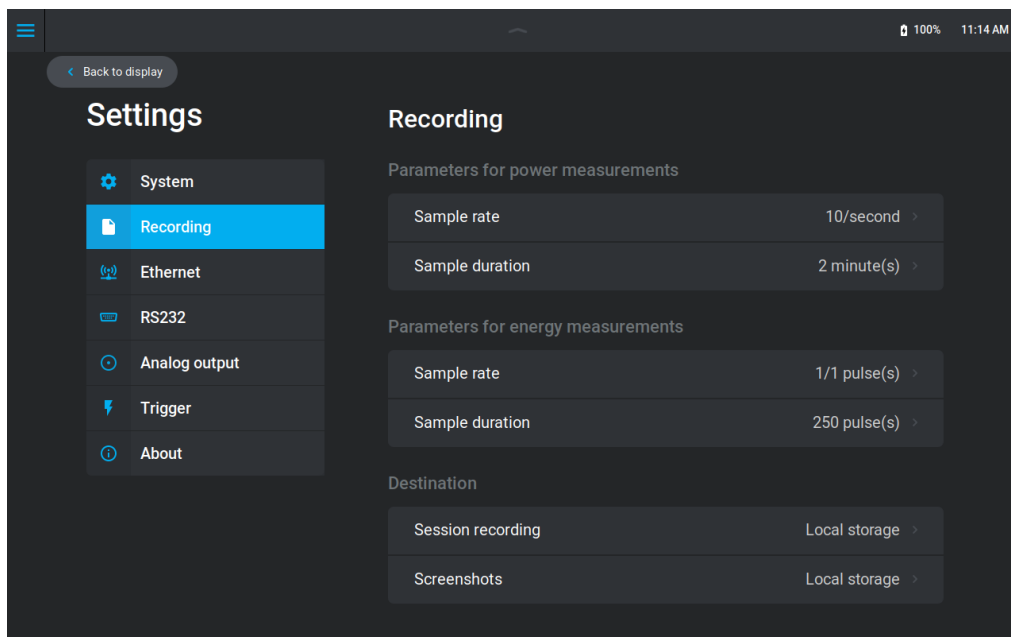 100% 11:14 AM
Back to display
Settings
System
Recording
Ethernet
RS232
Analog output
Trigger
About
Recording
Parameters for power measurements
Sample rate 10/second
Sample duration 2 minute(s)
Parameters for energy measurements
Sample rate 1/1 pulse(s)
Sample duration 250 pulse(s)
Destination
Session recording Local storage
Screenshots Local storage